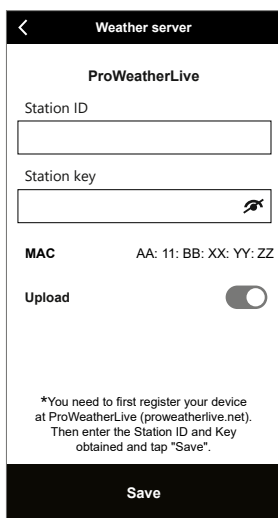 Weather server
ProWeatherLive
Station ID
Station key
MAC AA: 11: BB: XX: YY: ZZ
Upload
*You need to first register your device
at ProWeatherLive (proweatherlive.net).
Then enter the Station ID and Key
obtained and tap "Save".
Save